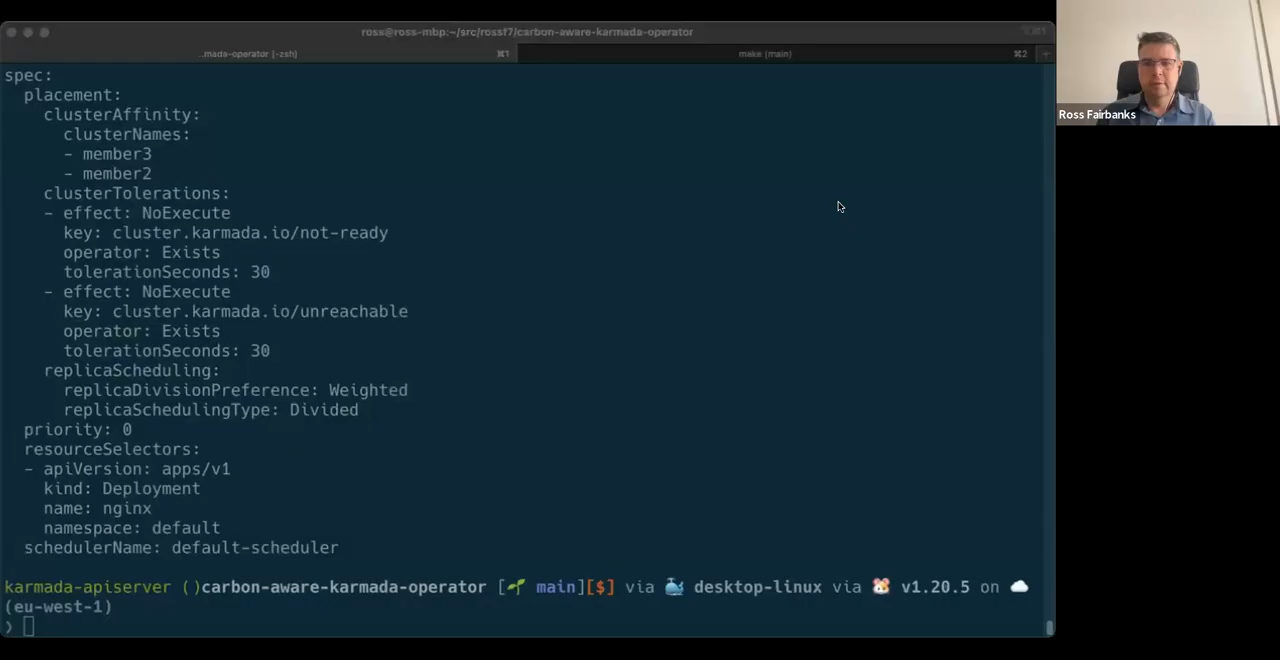 ross@ross-mbp:~/src/rossf7/carbon-aware-karmada-operator
...mada-operator (-zsh) ⌘1 make (main) ⌘2 +
spec:
  placement:
    clusterAffinity:
      clusterNames:
      - member3
      - member2
    clusterTolerations:
    - effect: NoExecute
      key: cluster.karmada.io/not-ready
      operator: Exists
      tolerationSeconds: 30
    - effect: NoExecute
      key: cluster.karmada.io/unreachable
      operator: Exists
      tolerationSeconds: 30
    replicaScheduling:
      replicaDivisionPreference: Weighted
      replicaSchedulingType: Divided
  priority: 0
  resourceSelectors:
  - apiVersion: apps/v1
    kind: Deployment
    name: nginx
    namespace: default
  schedulerName: default-scheduler
karmada-apiserver ()carbon-aware-karmada-operator [🌱 main][$] via 🐳 desktop-linux via 🐹 v1.20.5 on ☁️
(eu-west-1)
❯
Ross Fairbanks